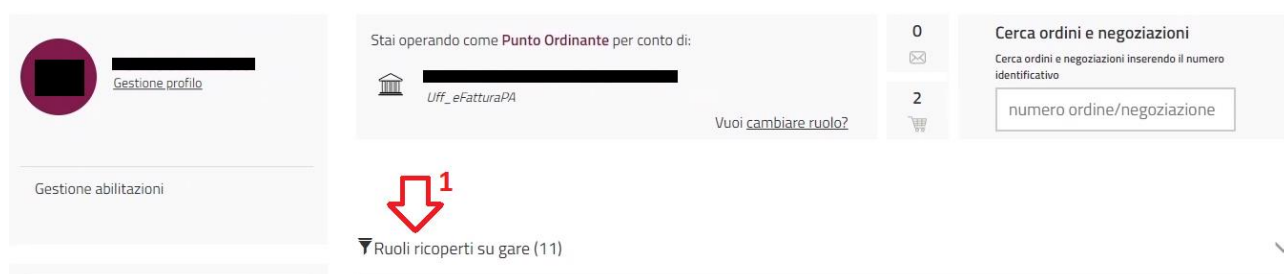 Gestione profilo
Gestione abilitazioni
Stai operando come Punto Ordinante per conto di:
Uff_eFatturaPA
Vuoi cambiare ruolo?
0
2
Cerca ordini e negoziazioni
Cerca ordini e negoziazioni inserendo il numero
identificativo
numero ordine/negoziazione
1
Ruoli ricoperti su gare (11)